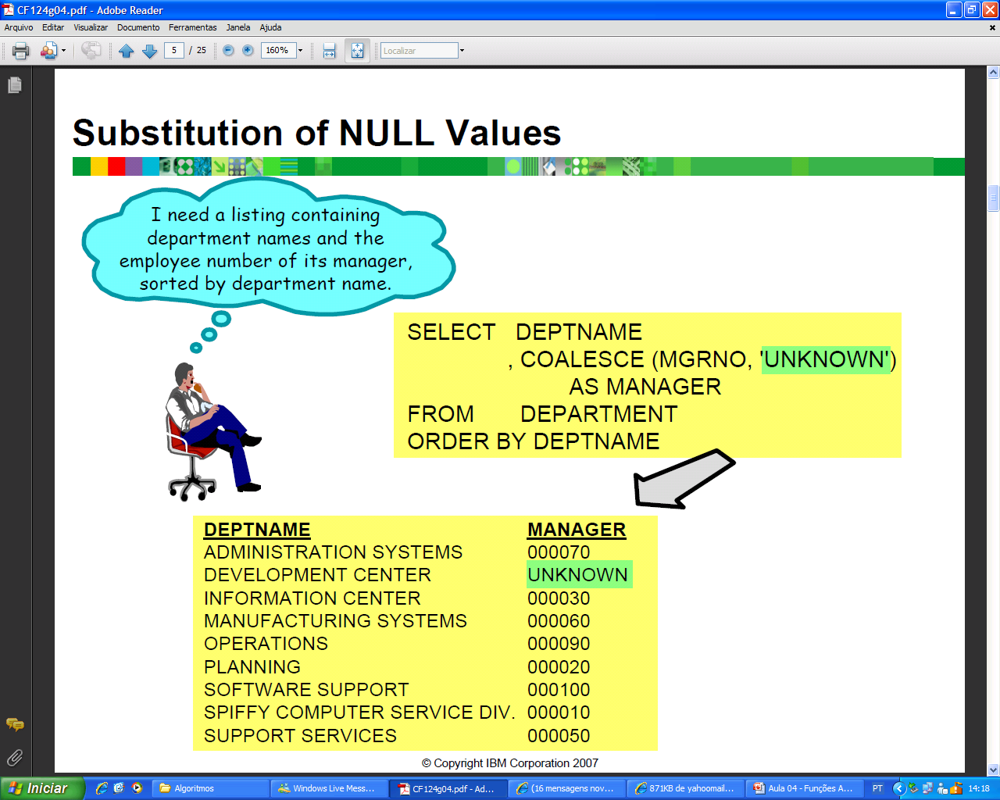 CF124g04.pdf - Adobe Reader
Arquivo Editar Visualizar Documento Ferramentas Janela Ajuda
5 / 25 160% Localizar
Substitution of NULL Values
I need a listing containing
department names and the
employee number of its manager,
sorted by department name.
SELECT DEPTNAME
, COALESCE (MGRNO, 'UNKNOWN')
AS MANAGER
FROM DEPARTMENT
ORDER BY DEPTNAME
DEPTNAME MANAGER
ADMINISTRATION SYSTEMS 000070
DEVELOPMENT CENTER UNKNOWN
INFORMATION CENTER 000030
MANUFACTURING SYSTEMS 000060
OPERATIONS 000090
PLANNING 000020
SOFTWARE SUPPORT 000100
SPIFFY COMPUTER SERVICE DIV. 000010
SUPPORT SERVICES 000050
© Copyright IBM Corporation 2007
Iniciar Algoritmos Windows Live Mess... CF124g04.pdf - Ad... (16 mensagens nov... 871KB de yahoomail... Aula 04 - Funções A... PT 14:18